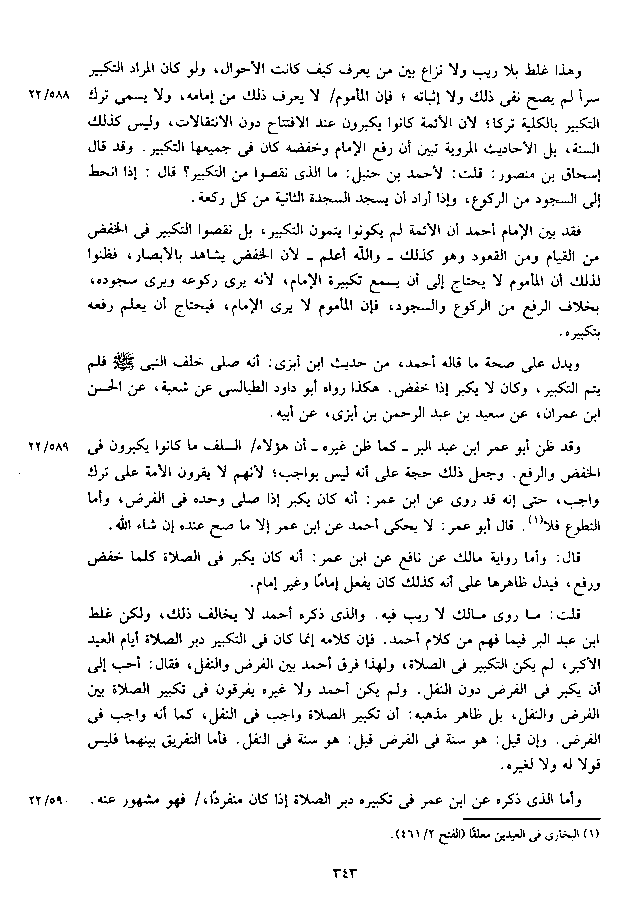 وهذا غلط بلا ريب ولا نزاع بين من يعرف كيف كانت الأحوال، ولو كان المراد التكبير
سراً لم يصح نفى ذلك ولا إثباته ؛ فإن المأموم/ لا يعرف ذلك من إمامه، ولا يسمى ترك ٢٢/٥٨٨
التكبير بالكلية تركا؛ لأن الأئمة كانوا يكبرون عند الافتتاح دون الانتقالات، وليس كذلك
السنة، بل الأحاديث المروية تبين أن رفع الإمام وخفضه كان فى جميعها التكبير. وقد قال
إسحاق بن منصور: قلت: لأحمد بن حنبل: ما الذى نقصوا من التكبير؟ قال : إذا انحط
إلى السجود من الركوع، وإذا أراد أن يسجد السجدة الثانية من كل ركعة.
فقد بين الإمام أحمد أن الأئمة لم يكونوا يتمون التكبير، بل نقصوا التكبير فى الخفض
من القيام ومن القعود وهو كذلك ـ والله أعلم ـ لأن الخفض يشاهد بالأبصار، فظنوا
لذلك أن المأموم لا يحتاج إلى أن يسمع تكبيرة الإمام، لأنه يرى ركوعه ويرى سجوده،
بخلاف الرفع من الركوع والسجود، فإن المأموم لا يرى الإمام، فيحتاج أن يعلم رفعه
بتكبيره.
ويدل على صحة ما قاله أحمد، من حديث ابن أبزى: أنه صلى خلف النبى ﷺ فلم
يتم التكبير، وكان لا يكبر إذا خفض. هكذا رواه أبو داود الطيالسى عن شعبة، عن الحسن
ابن عمران، عن سعيد بن عبد الرحمن بن أبزى، عن أبيه.
وقد ظن أبو عمر ابن عبد البر ـ كما ظن غيره ـ أن هؤلاء/ السلف ما كانوا يكبرون فى ٢٢/٥٨٩
الخفض والرفع. وجعل ذلك حجة على أنه ليس بواجب؛ لأنهم لا يقرون الأمة على ترك
واجب، حتى إنه قد روى عن ابن عمر: أنه كان يكبر إذا صلى وحده فى الفرض، وأما
التطوع فلا(١). قال أبو عمر: لا يحكى أحمد عن ابن عمر إلا ما صح عنده إن شاء الله.
قال: وأما رواية مالك عن نافع عن ابن عمر: أنه كان يكبر فى الصلاة كلما خفض
ورفع، فيدل ظاهرها على أنه كذلك كان يفعل إمامًا وغير إمام.
قلت: ما روى مالك لا ريب فيه. والذى ذكره أحمد لا يخالف ذلك، ولكن غلط
ابن عبد البر فيما فهم من كلام أحمد. فإن كلامه إنما كان فى التكبير دبر الصلاة أيام العيد
الأكبر، لم يكن التكبير فى الصلاة، ولهذا فرق أحمد بين الفرض والنفل، فقال: أحب إلى
أن يكبر فى الفرض دون النفل. ولم يكن أحمد ولا غيره يفرقون فى تكبير الصلاة بين
الفرض والنفل، بل ظاهر مذهبه: أن تكبير الصلاة واجب فى النفل، كما أنه واجب فى
الفرض. وإن قيل: هو سنة فى الفرض قيل: هو سنة فى النفل. فأما التفريق بينهما فليس
قولا له ولا لغيره.
وأما الذى ذكره عن ابن عمر فى تكبيره دبر الصلاة إذا كان منفردًا،/ فهو مشهور عنه. ٢٢/٥٩٠
(١) البخارى فى العيدين معلقًا (الفتح ٢/ ٤٦١).
٣٤٣